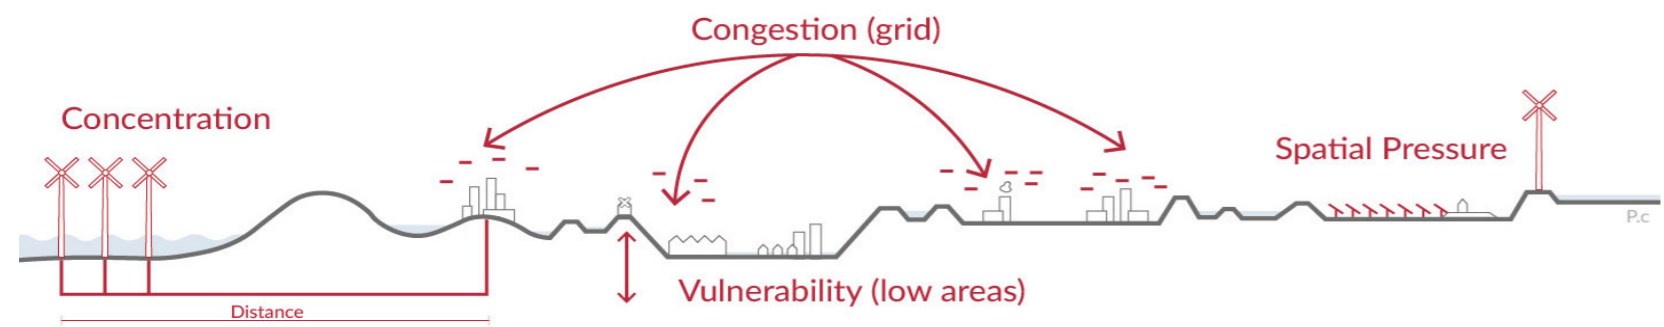 Congestion (grid)
Concentration
Spatial Pressure
P.c
Vulnerability (low areas)
Distance